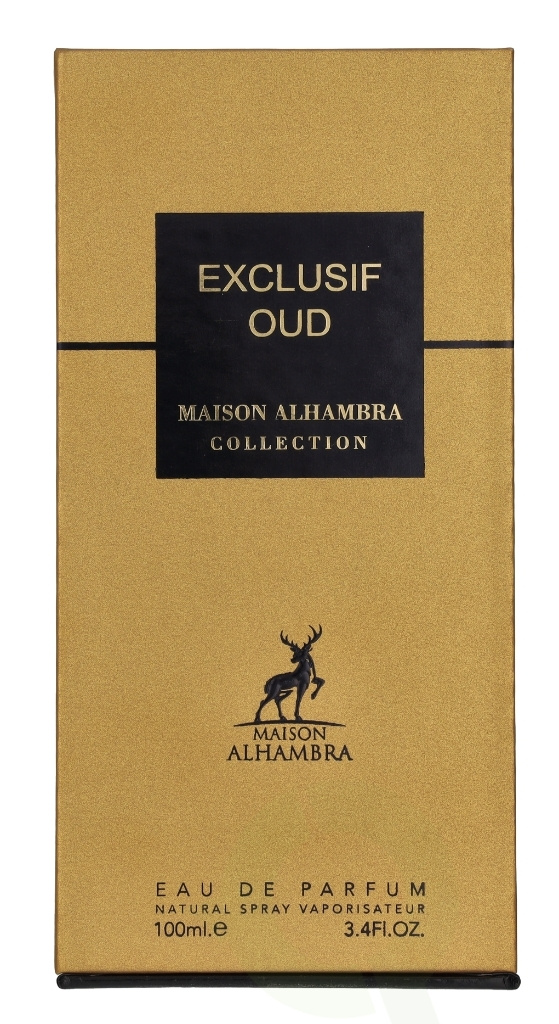 EXCLUSIF
OUD
MAISON ALHAMBRA
COLLECTION
MAISON
ALHAMBRA
EAU DE PARFUM
NATURAL SPRAY VAPORISATEUR
100ml.e 3.4Fl.OZ.